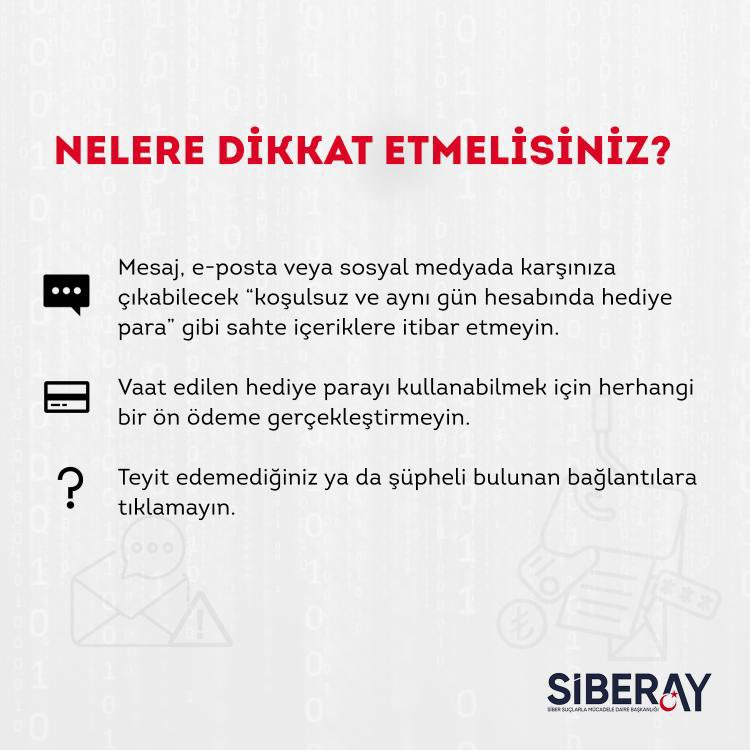 NELERE DİKKAT ETMELİSİNİZ?
Mesaj, e-posta veya sosyal medyada karşınıza
çıkabilecek “koşulsuz ve aynı gün hesabında hediye
para” gibi sahte içeriklere itibar etmeyin.
Vaat edilen hediye parayı kullanabilmek için herhangi
bir ön ödeme gerçekleştirmeyin.
?
Teyit edemediğiniz ya da şüpheli bulunan bağlantılara
tıklamayın.
SİBERAY
SİBER SUÇLARLA MÜCADELE DAİRE BAŞKANLIĞI